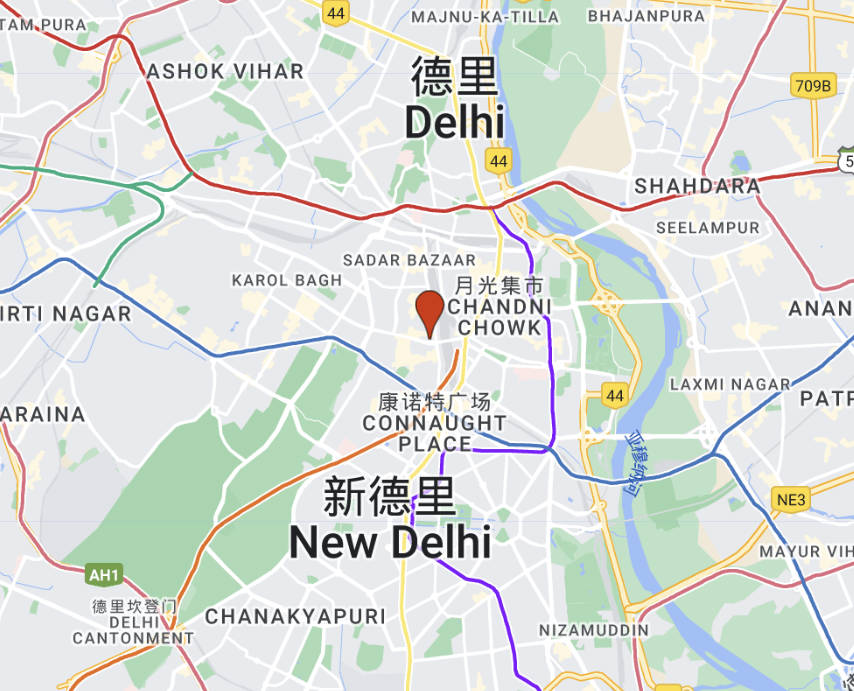 44
MAJNU-KA-TILLA
BHAJANPURA
TAM PURA
ASHOK VIHAR
德里
Delhi
709B
44
5
SHAHDARA
SEELAMPUR
SADAR BAZAAR
KAROL BAGH
月光集市
CHANDNI
CHOWK
IRTI NAGAR
ANAN
LAXMI NAGAR
44
康诺特广场
CONNAUGHT
PLACE
ARAINA
PATP
亚穆纳河
新德里
New Delhi
NE3
MAYUR VIH
AH1
德里坎登门
DELHI
CANTONMENT
CHANAKYAPURI
NIZAMUDDIN